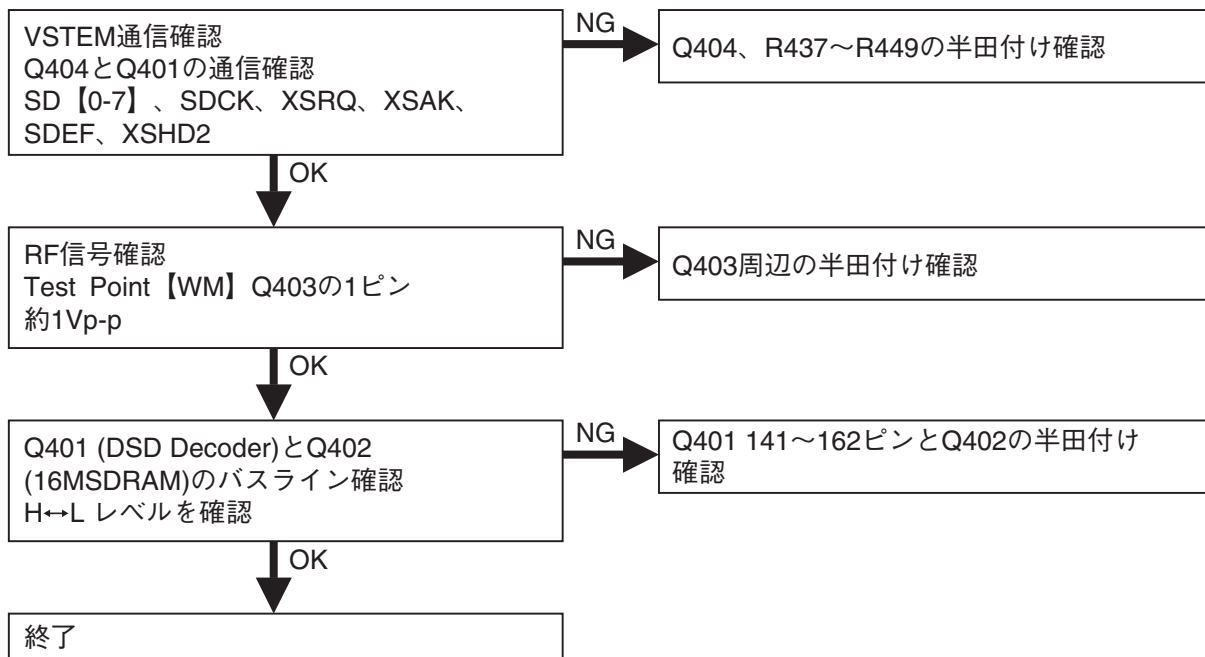 VSTEM通信確認
Q404とQ401の通信確認
SD【0-7】、SDCK、XSRQ、XSAK、
SDEF、XSHD2
NG
Q404、R437～R449の半田付け確認
OK
RF信号確認
Test Point【WM】Q403の1ピン
約1Vp-p
NG
Q403周辺の半田付け確認
OK
Q401 (DSD Decoder)とQ402
(16MSDRAM)のバスライン確認
H↔L レベルを確認
NG
Q401 141～162ピンとQ402の半田付け
確認
OK
終了